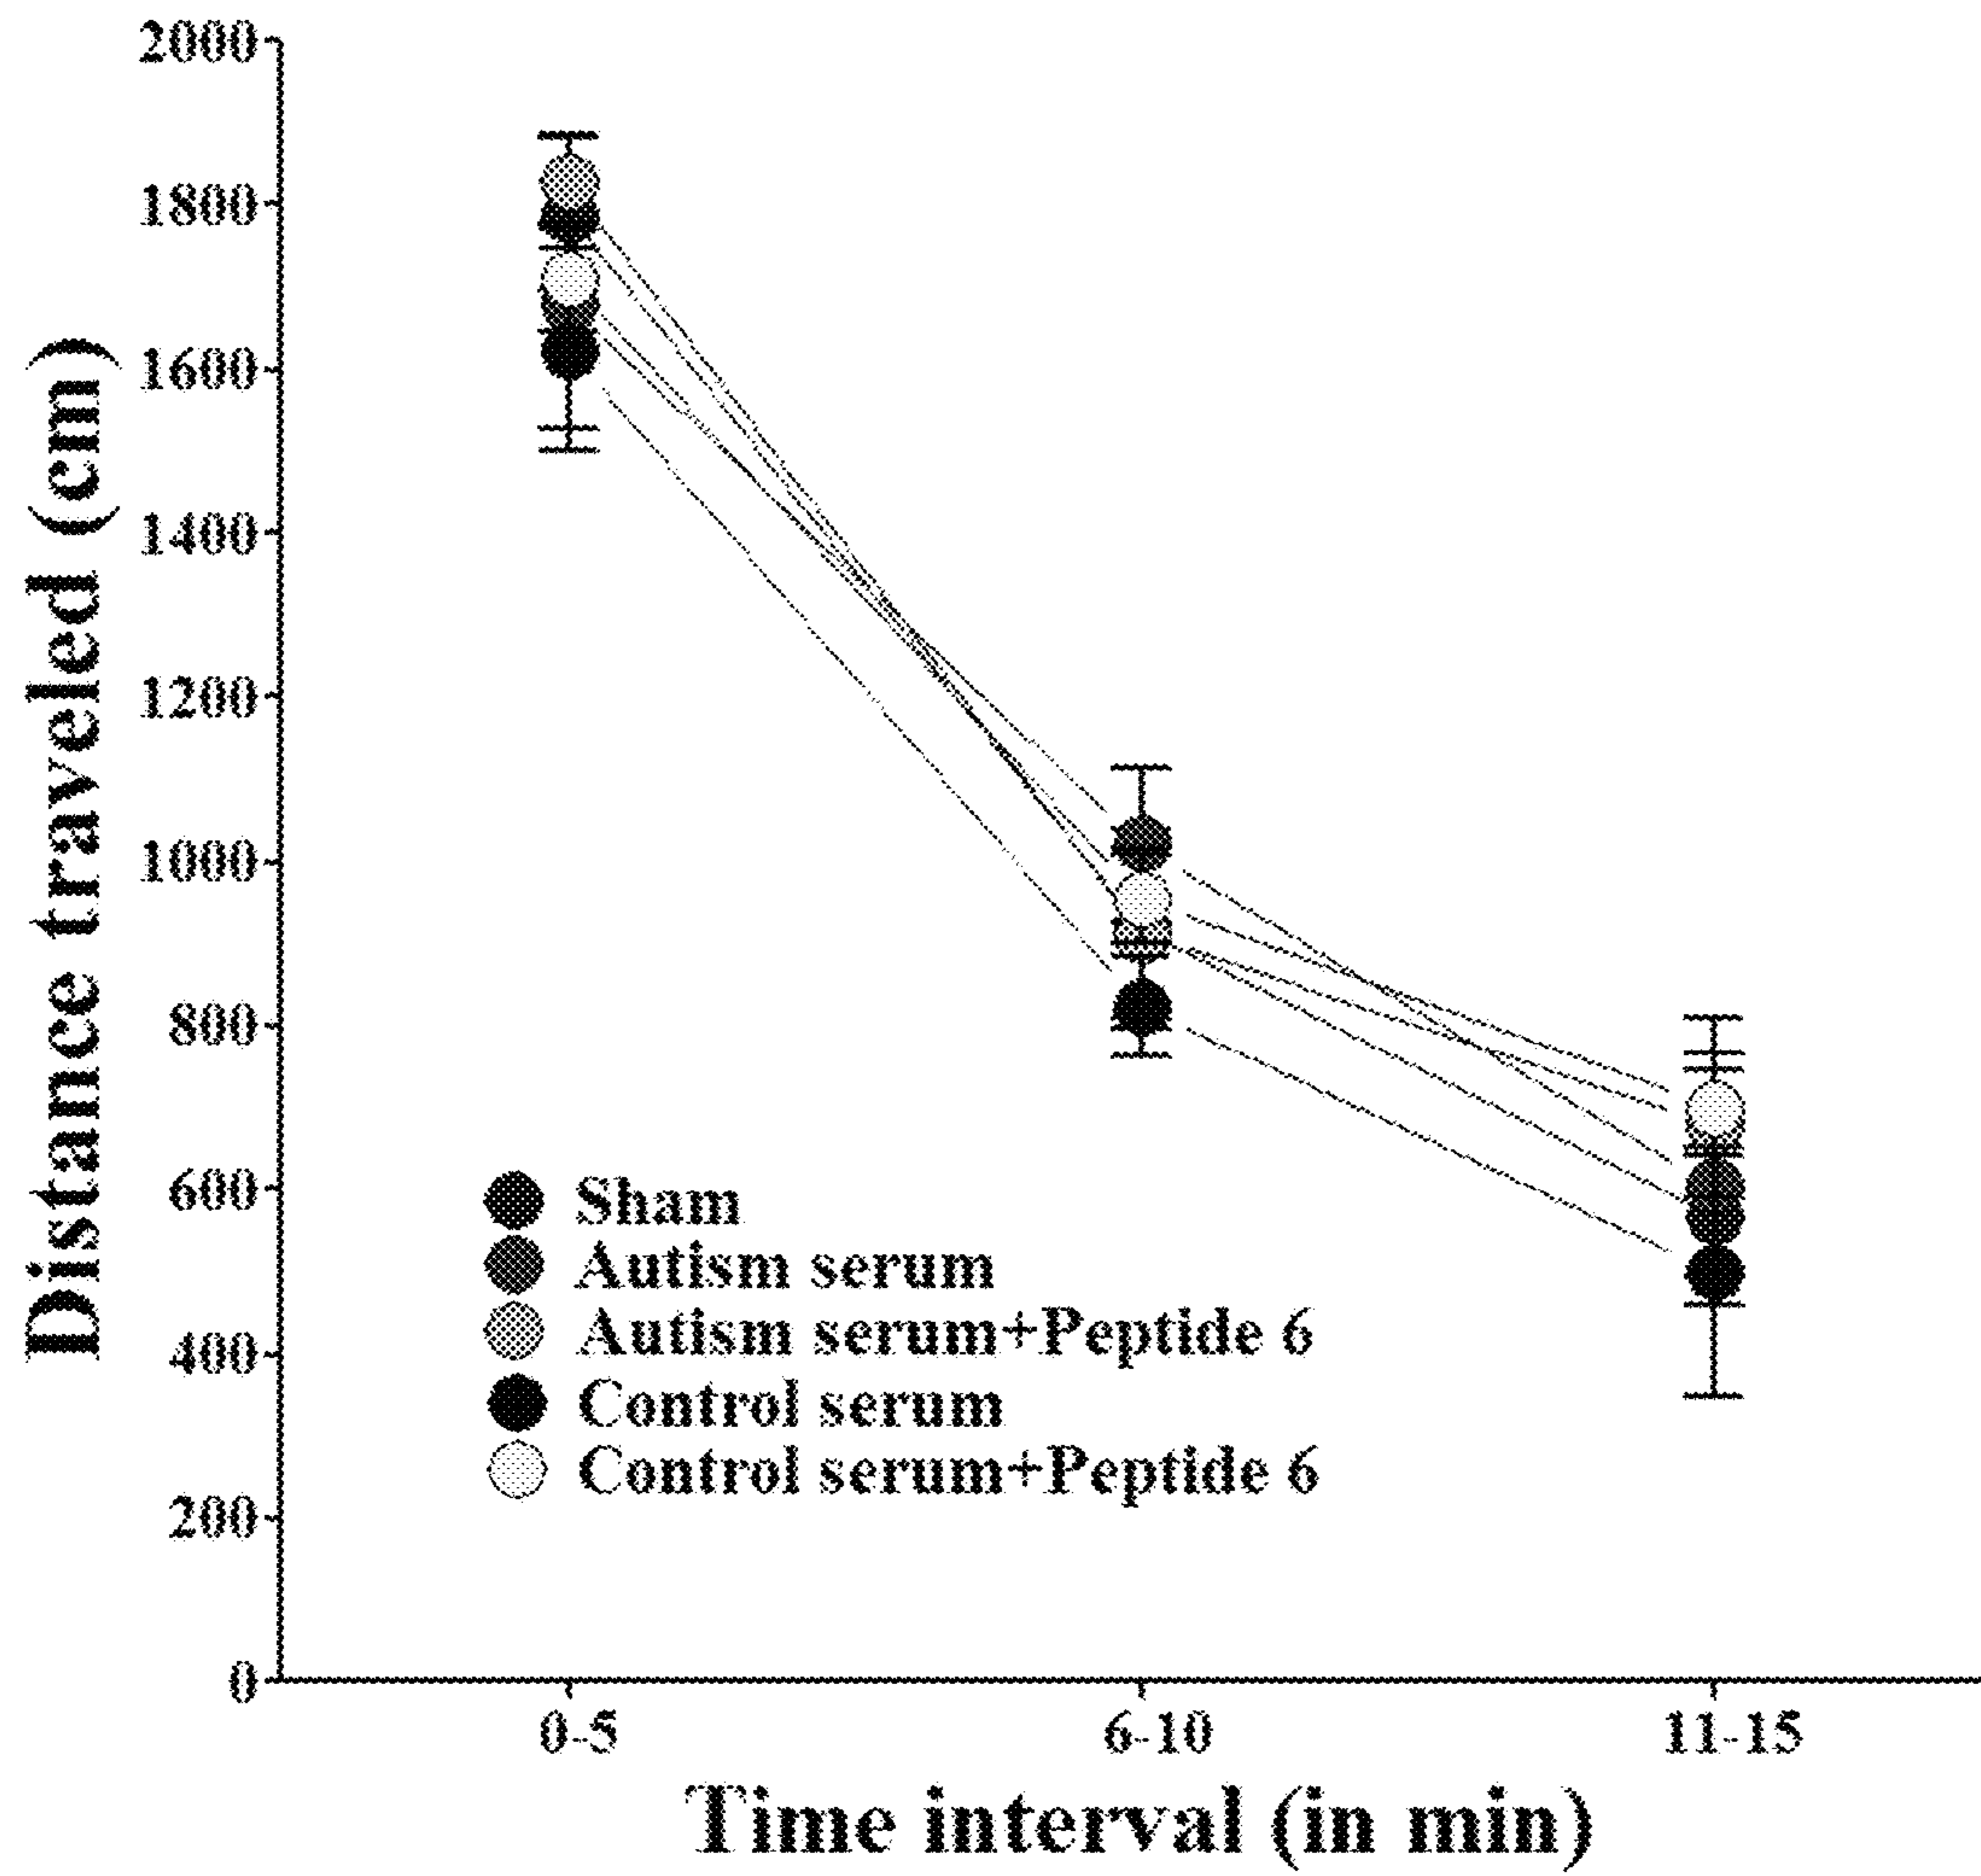 Distance traveled (cm)
2000
1800
1600
1400
1200
1000
800
600
400
200
0
Sham
Autism serum
Autism serum+Peptide 6
Control serum
Control serum+Peptide 6
0-5 6-10 11-15
Time interval (in min)